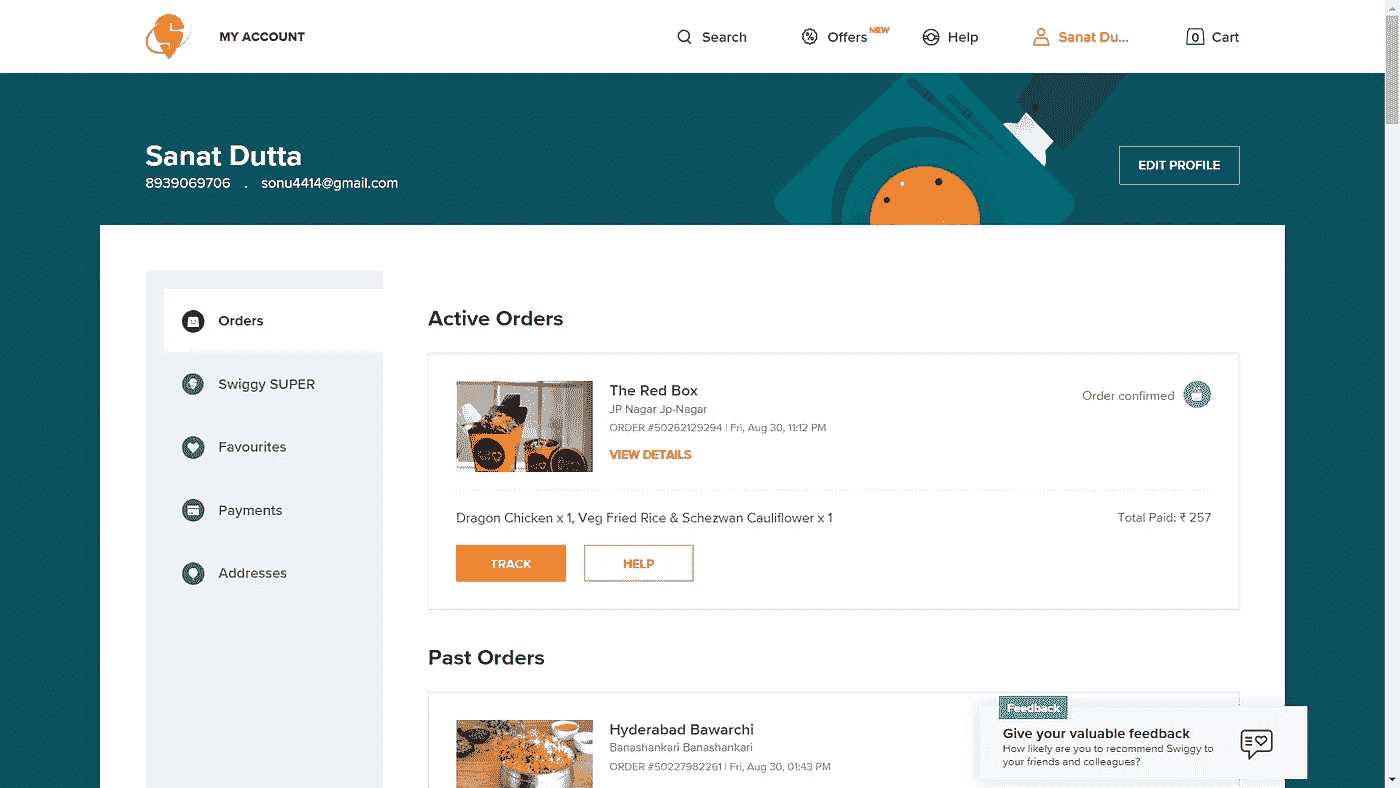 MY ACCOUNT
Search
Offers NEW
Help
Sanat Du...
0 Cart
Sanat Dutta
8939069706 . sonu4414@gmail.com
EDIT PROFILE
Orders
Swiggy SUPER
Favourites
Payments
Addresses
Active Orders
The Red Box
JP Nagar Jp-Nagar
ORDER #50262129294 | Fri, Aug 30, 11:12 PM
VIEW DETAILS
Order confirmed
Dragon Chicken x 1, Veg Fried Rice & Schezwan Cauliflower x 1
Total Paid: ₹ 257
TRACK
HELP
Past Orders
Hyderabad Bawarchi
Banashankari Banashankari
ORDER #50227982261 | Fri, Aug 30, 01:43 PM
Feedback
Give your valuable feedback
How likely are you to recommend Swiggy to
your friends and colleagues?